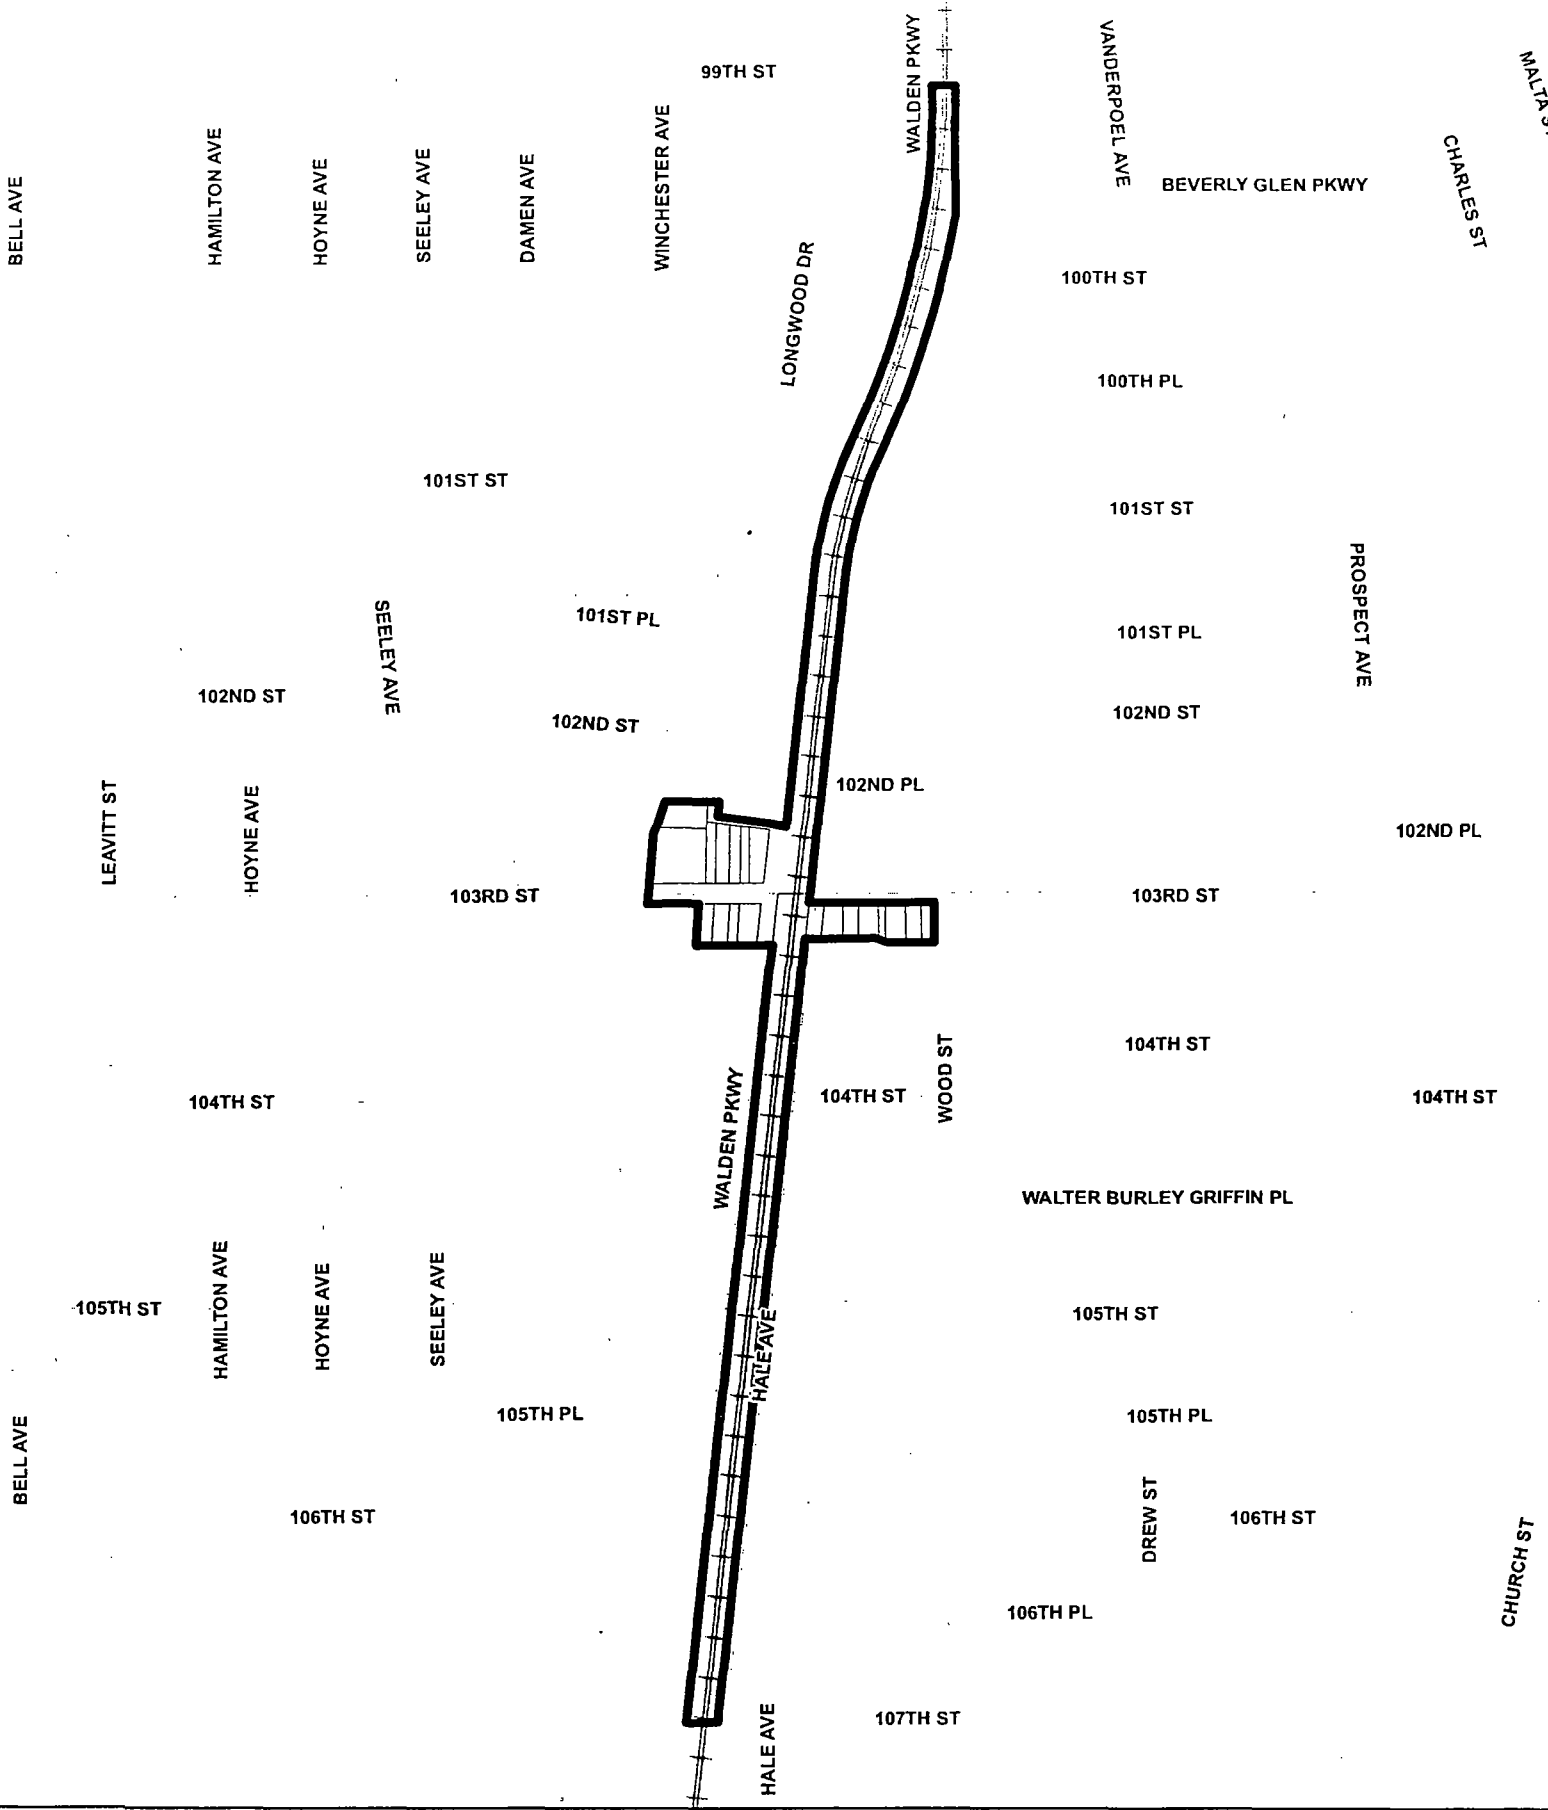 WALDEN PKWY
VANDERPOEL AVE
MALTA
99TH ST
HAMILTON AVE
HOYNE AVE
SEELEY AVE
DAMEN AVE
WINCHESTER AVE
CHARLES ST
BELL AVE
BEVERLY GLEN PKWY
LONGWOOD DR
100TH ST
100TH PL
101ST ST
101ST ST
PROSPECT AVE
SEELEY AVE
101ST PL
101ST PL
102ND ST
102ND ST
102ND ST
LEAVITT ST
HOYNE AVE
102ND PL
102ND PL
103RD ST
103RD ST
WOOD ST
104TH ST
104TH ST
104TH ST
104TH ST
WALDEN PKWY
WALTER BURLEY GRIFFIN PL
HAMILTON AVE
HOYNE AVE
SEELEY AVE
105TH ST
105TH ST
HALE AVE
105TH PL
105TH PL
BELL AVE
DREW ST
106TH ST
106TH ST
CHURCH ST
106TH PL
HALE AVE
107TH ST